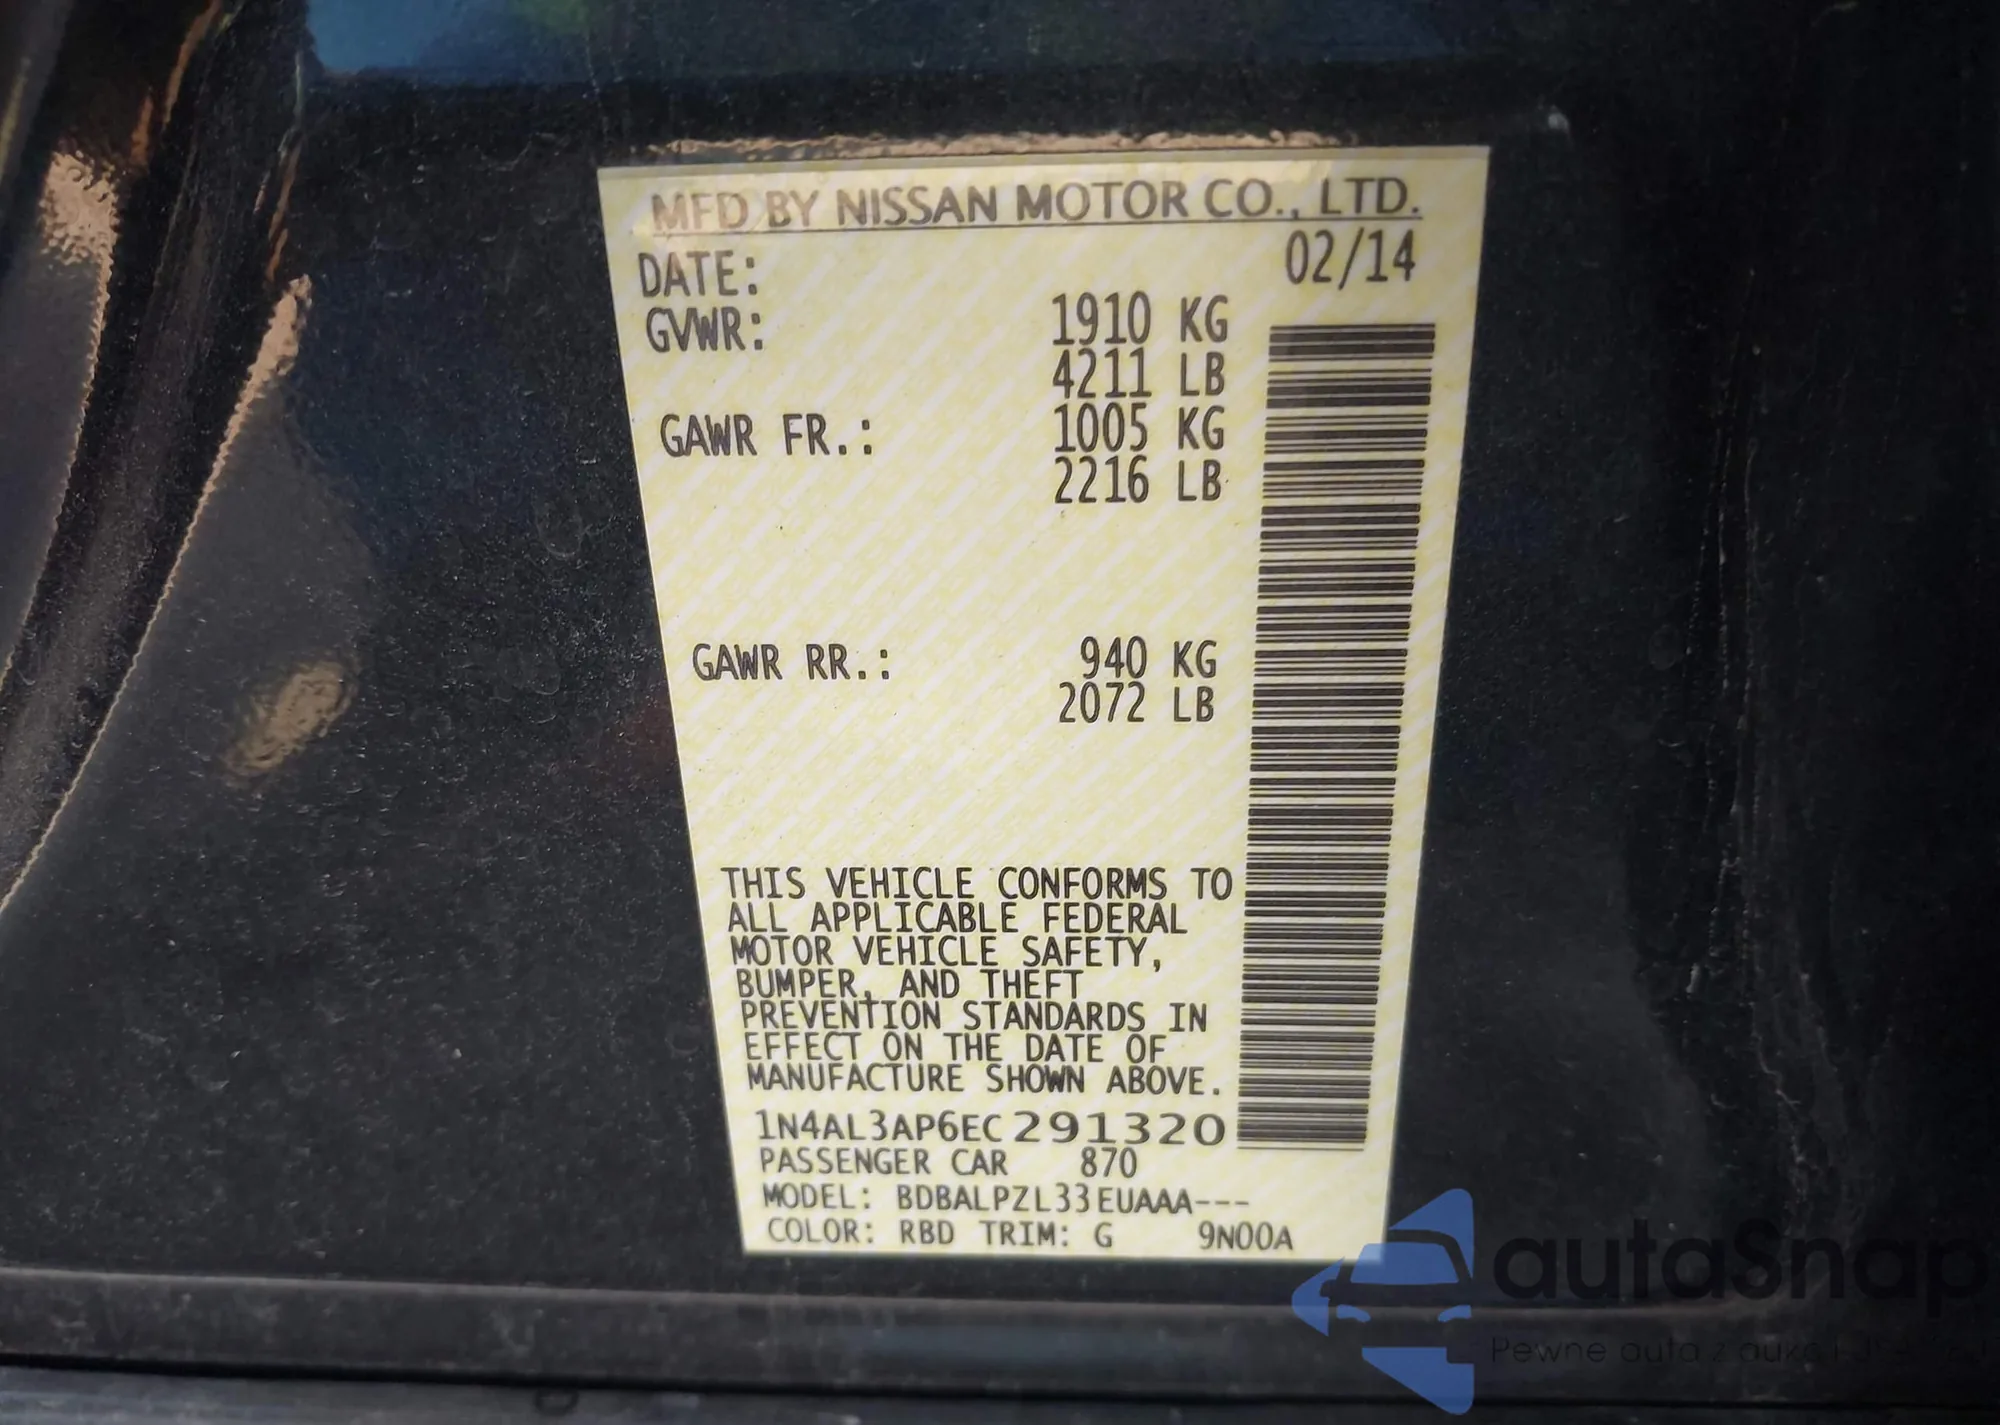 MFD BY NISSAN MOTOR CO., LTD.
DATE: 02/14
GVWR: 1910 KG
4211 LB
GAWR FR.: 1005 KG
2216 LB
GAWR RR.: 940 KG
2072 LB
THIS VEHICLE CONFORMS TO
ALL APPLICABLE FEDERAL
MOTOR VEHICLE SAFETY,
BUMPER, AND THEFT
PREVENTION STANDARDS IN
EFFECT ON THE DATE OF
MANUFACTURE SHOWN ABOVE.
1N4AL3AP6EC291320
PASSENGER CAR 870
MODEL: BDBALPZL33EUAAA---
COLOR: RBD TRIM: G 9N00A
autaSnap
Pewne auta z